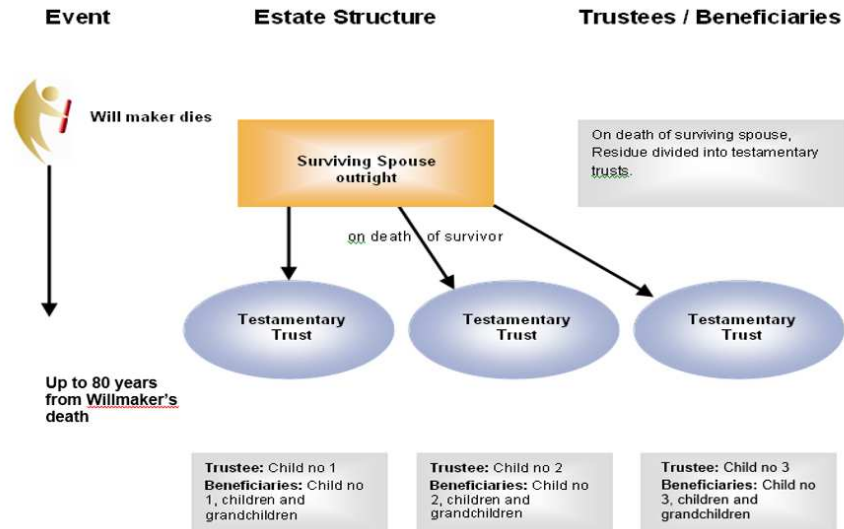 Event
Estate Structure
Trustees / Beneficiaries
Will maker dies
Surviving Spouse
outright
On death of surviving spouse,
Residue divided into testamentary
trusts.
on death of survivor
Testamentary
Trust
Testamentary
Trust
Testamentary
Trust
Up to 80 years
from Willmaker's
death
Trustee: Child no 1
Beneficiaries: Child no
1, children and
grandchildren
Trustee: Child no 2
Beneficiaries: Child no
2, children and
grandchildren
Trustee: Child no 3
Beneficiaries: Child no
3, children and
grandchildren